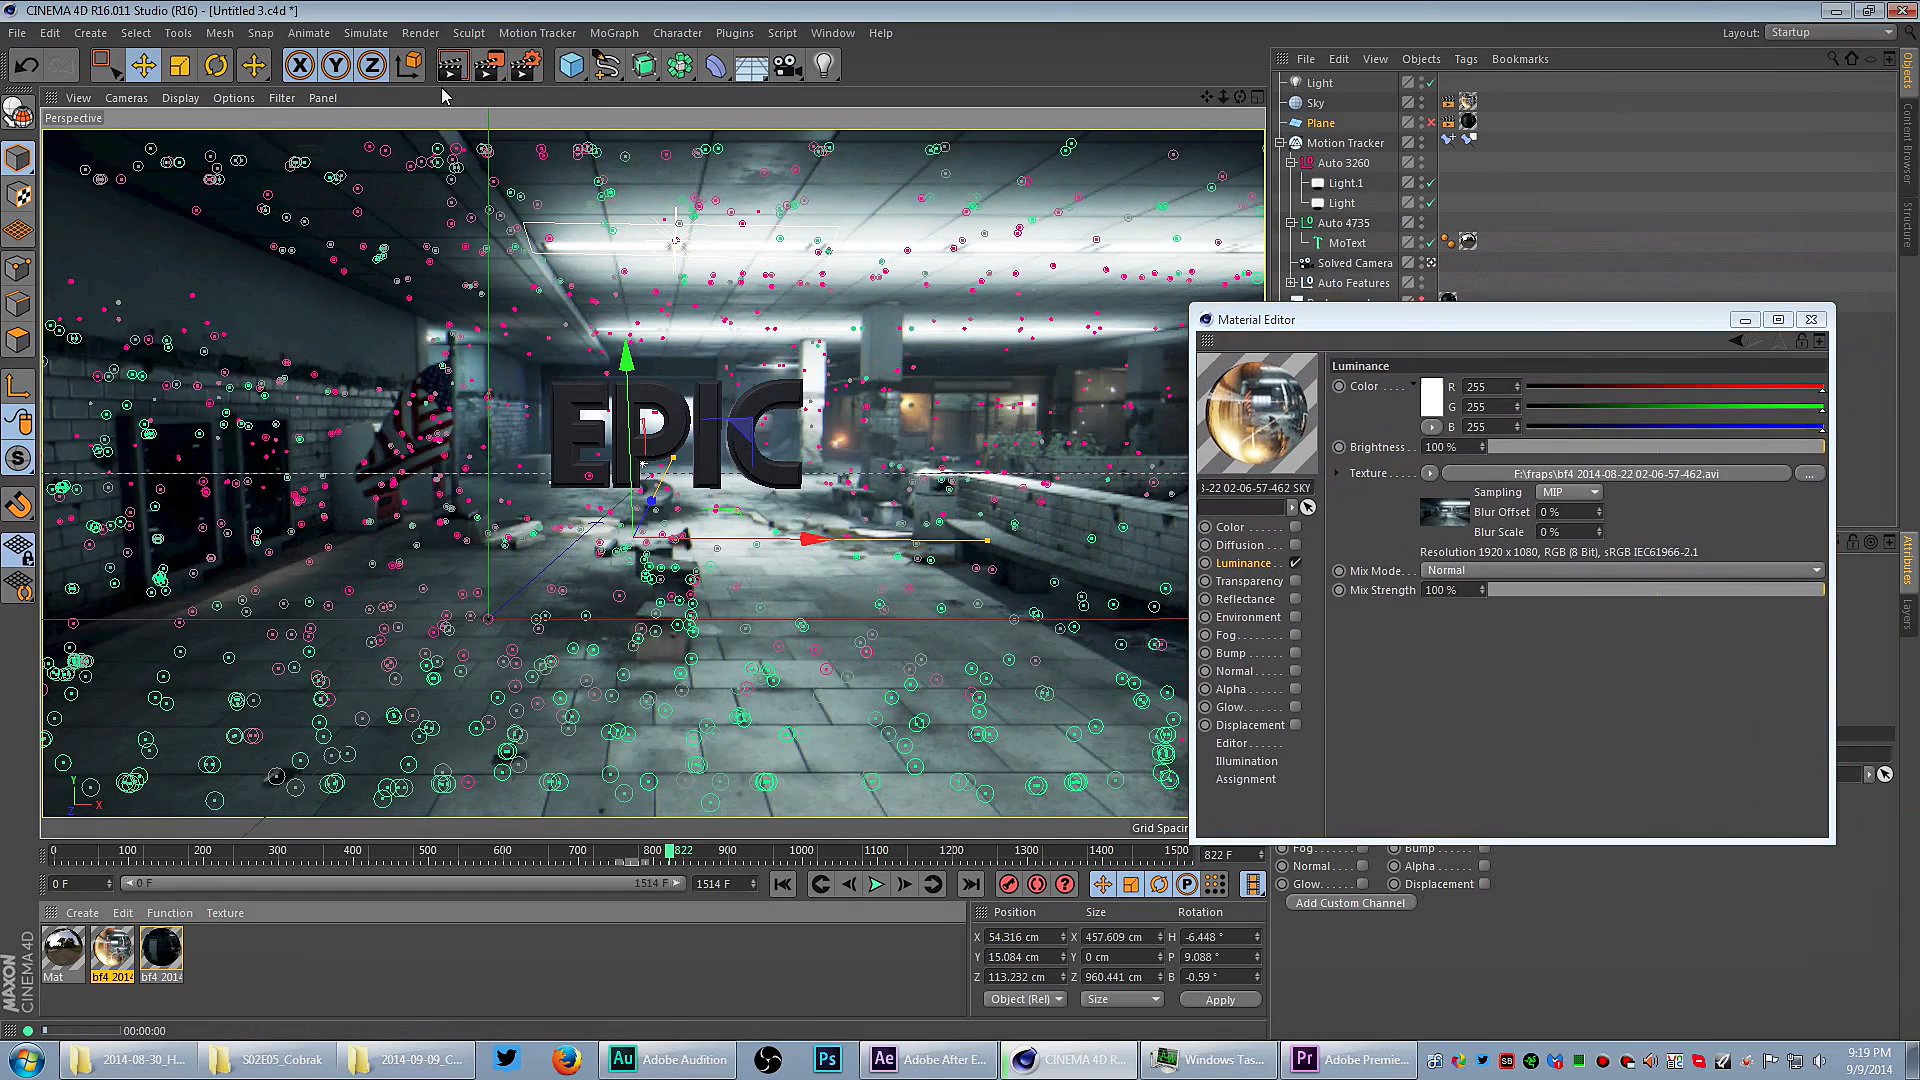 CINEMA 4D R16.011 Studio (R16) - [Untitled 3.c4d *]
File Edit Create Select Tools Mesh Snap Animate Simulate Render Sculpt Motion Tracker MoGraph Character Plugins Script Window Help
Layout: Startup
X Y Z
File Edit View Objects Tags Bookmarks
View Cameras Display Options Filter Panel
Perspective
Light
Sky
Plane
Motion Tracker
Auto 3260
Light.1
Light
Auto 4735
MoText
Solved Camera
Auto Features
Objects
Content Browser
Structure
Attributes
Layers
EPIC
Y
Z X
Grid Spacin
Material Editor
Luminance
Color R 255
G 255
B 255
Brightness 100 %
Texture F:\fraps\bf4 2014-08-22 02-06-57-462.avi
Sampling MIP
Blur Offset 0 %
Blur Scale 0 %
Resolution 1920 x 1080, RGB (8 Bit), sRGB IEC61966-2.1
Mix Mode Normal
Mix Strength 100 %
-22 02-06-57-462 SKY
Color
Diffusion
Luminance
Transparency
Reflectance
Environment
Fog
Bump
Normal
Alpha
Glow
Displacement
Editor
Illumination
Assignment
0 100 200 300 400 500 600 700 800 822 900 1000 1100 1200 1300 1400 1500 822 F
0 F 0 F 1514 F 1514 F
Fog Bump
Normal Alpha
Glow Displacement
Add Custom Channel
Create Edit Function Texture
Mat bf4 2014 bf4 2014
Position Size Rotation
X 54.316 cm X 457.609 cm H -6.448 °
Y 15.084 cm Y 0 cm P 9.088 °
Z 113.232 cm Z 960.441 cm B -0.59 °
Object (Rel) Size Apply
MAXON
CINEMA 4D
00:00:00
2014-08-30_H... S02E05_Cobrak 2014-09-09_C... Au Adobe Audition Ps Ae Adobe After E... CINEMA 4D R... Windows Tas... Pr Adobe Premie...
9:19 PM
9/9/2014